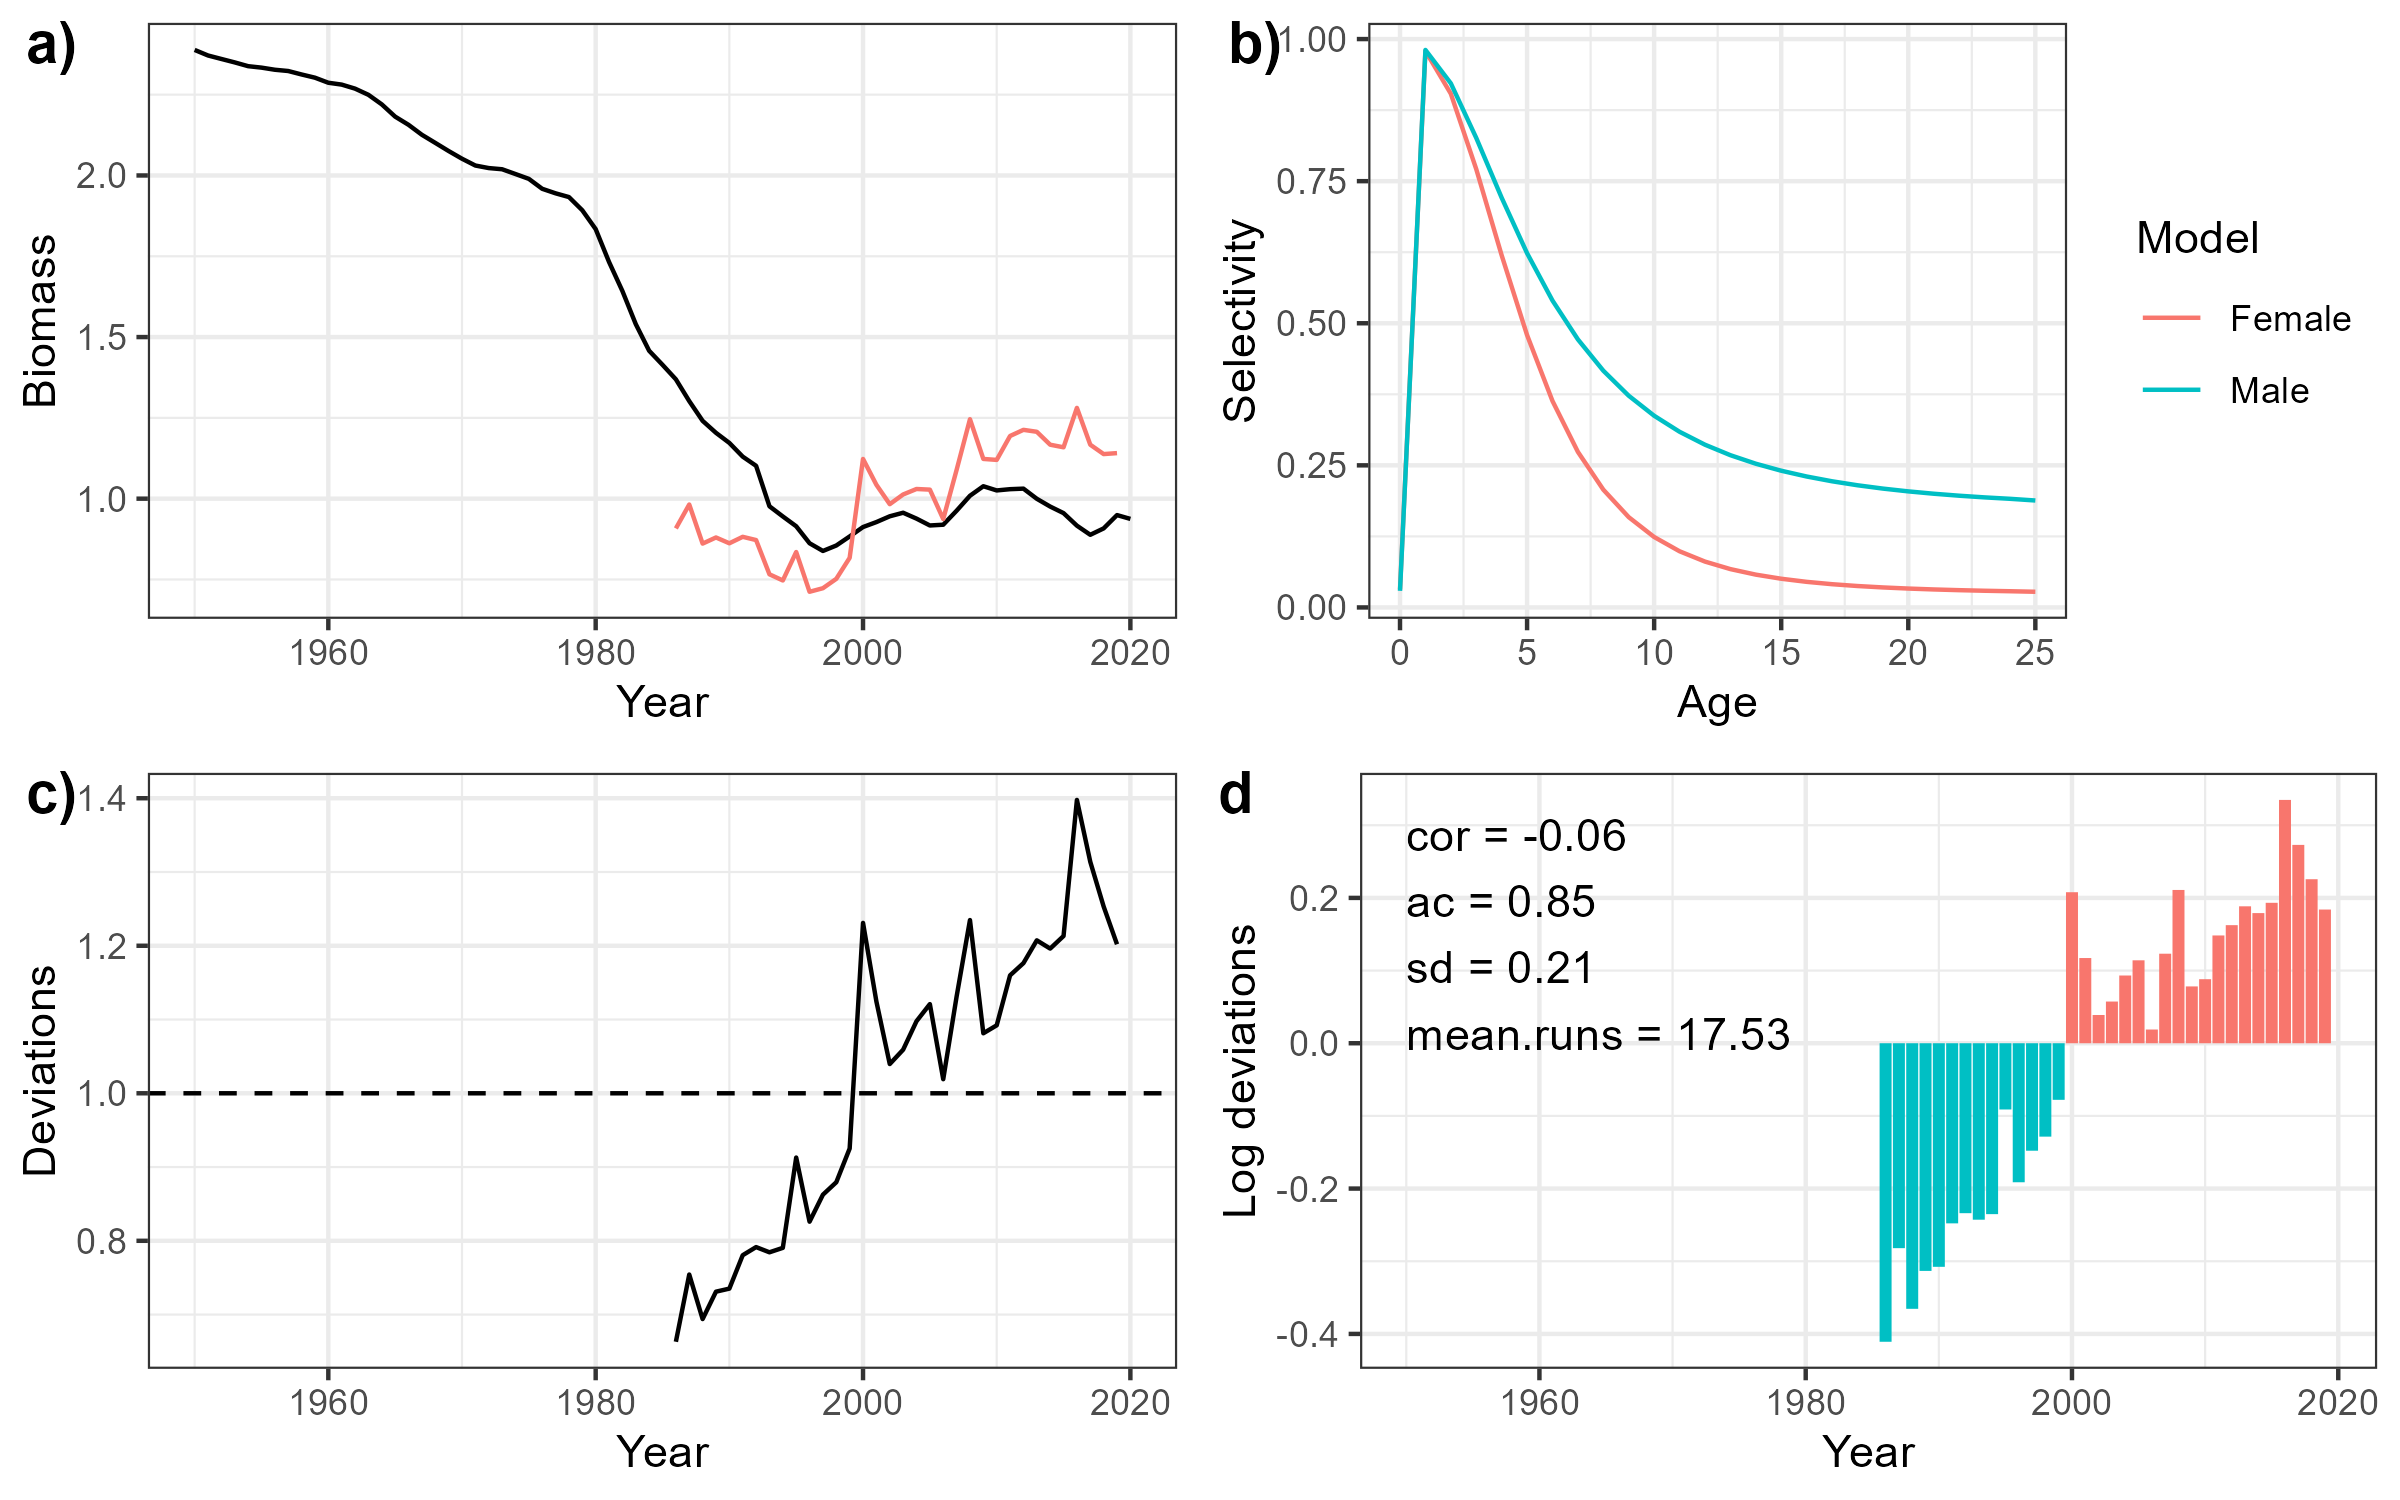 a)
2.0
1.5
1.0
Biomass
1960 1980 2000 2020
Year
b)
1.00
0.75
0.50
0.25
0.00
Selectivity
0 5 10 15 20 25
Age
Model
Female
Male
c)
1.4
1.2
1.0
0.8
Deviations
1960 1980 2000 2020
Year
d
cor = -0.06
ac = 0.85
sd = 0.21
mean.runs = 17.53
0.2
0.0
-0.2
-0.4
Log deviations
1960 1980 2000 2020
Year